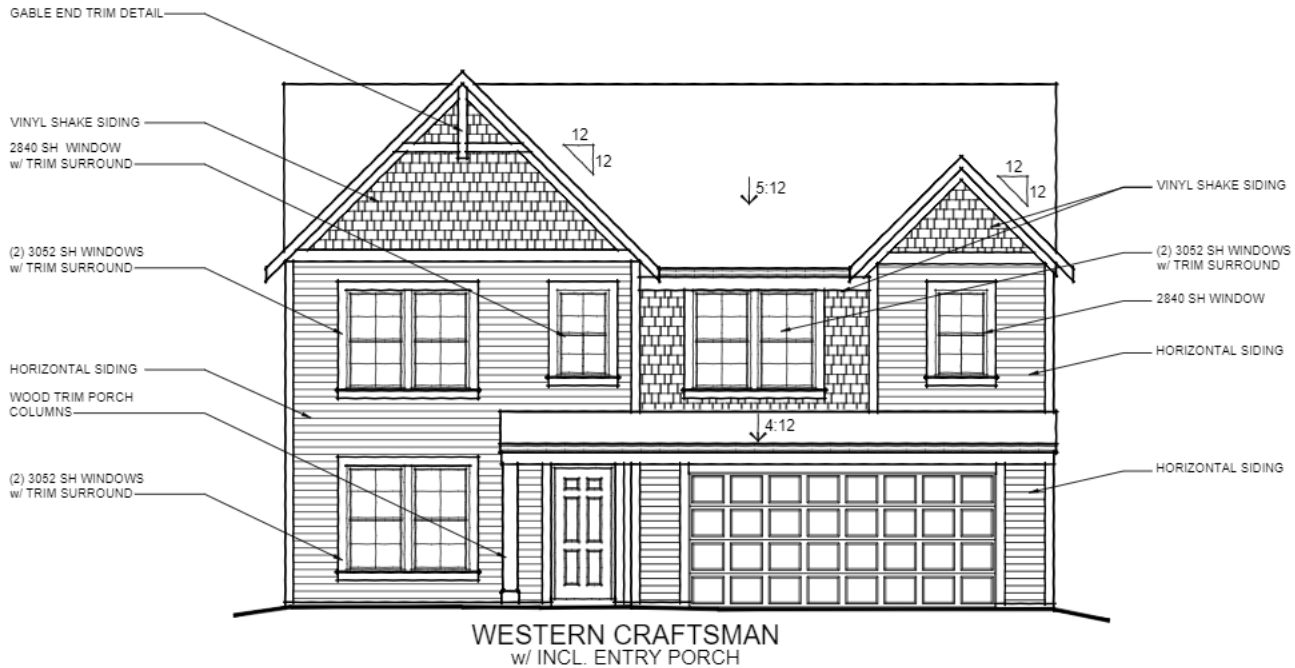 GABLE END TRIM DETAIL
VINYL SHAKE SIDING
2840 SH WINDOW
w/ TRIM SURROUND
(2) 3052 SH WINDOWS
w/ TRIM SURROUND
HORIZONTAL SIDING
WOOD TRIM PORCH
COLUMNS
(2) 3052 SH WINDOWS
w/ TRIM SURROUND
12
12
5:12
12
12
4:12
VINYL SHAKE SIDING
(2) 3052 SH WINDOWS
w/ TRIM SURROUND
2840 SH WINDOW
HORIZONTAL SIDING
HORIZONTAL SIDING
WESTERN CRAFTSMAN
w/ INCL. ENTRY PORCH